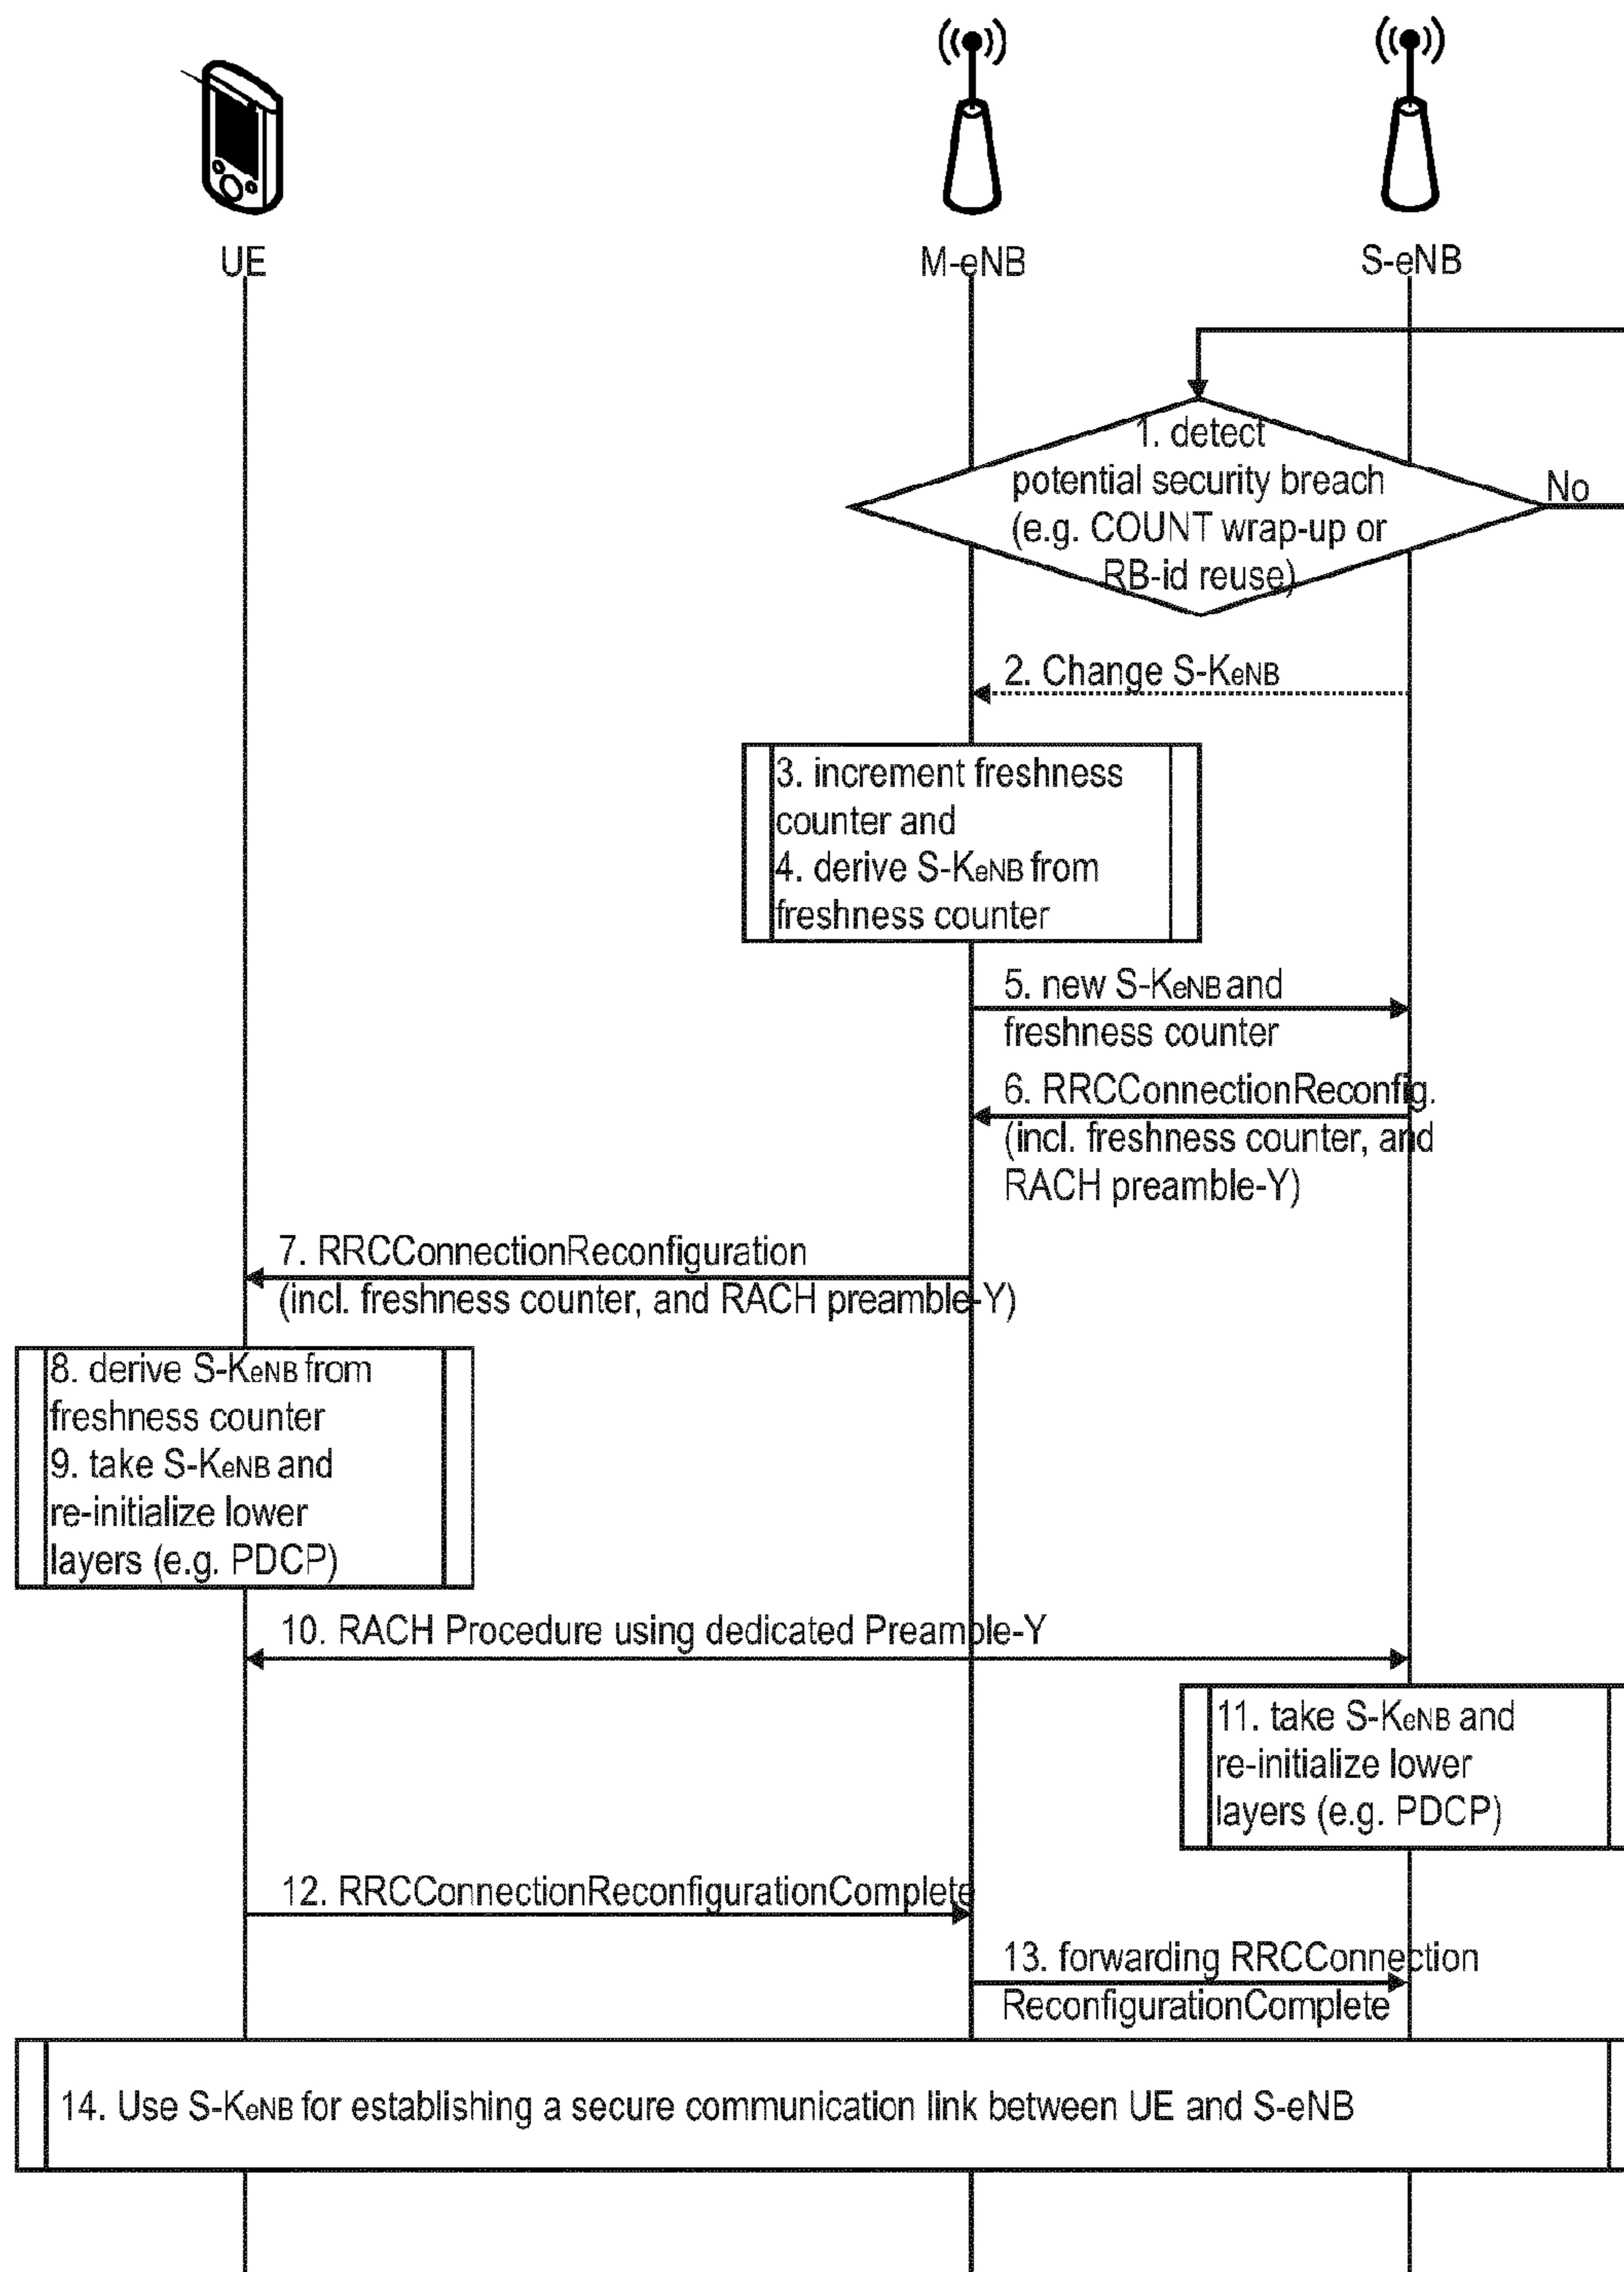 UE
M-eNB
S-eNB
1. detect
potential security breach
(e.g. COUNT wrap-up or
RB-id reuse)
No
2. Change S-KeNB
3. increment freshness
counter and
4. derive S-KeNB from
freshness counter
5. new S-KeNB and
freshness counter
6. RRCConnectionReconfig.
(incl. freshness counter, and
RACH preamble-Y)
7. RRCConnectionReconfiguration
(incl. freshness counter, and RACH preamble-Y)
8. derive S-KeNB from
freshness counter
9. take S-KeNB and
re-initialize lower
layers (e.g. PDCP)
10. RACH Procedure using dedicated Preamble-Y
11. take S-KeNB and
re-initialize lower
layers (e.g. PDCP)
12. RRCConnectionReconfigurationComplete
13. forwarding RRCConnection
ReconfigurationComplete
14. Use S-KeNB for establishing a secure communication link between UE and S-eNB